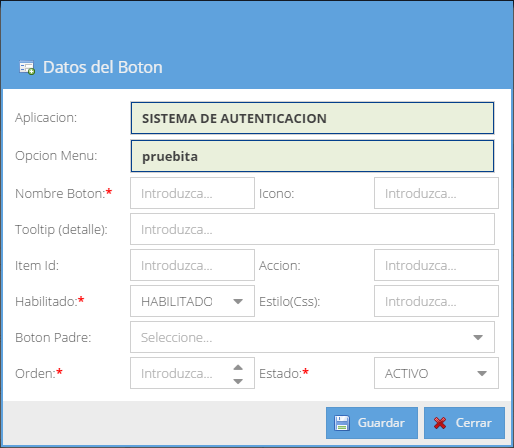 Datos del Boton
Aplicacion: SISTEMA DE AUTENTICACION
Opcion Menu: pruebita
Nombre Boton:* Introduzca... Icono: Introduzca...
Tooltip (detalle): Introduzca...
Item Id: Introduzca... Accion: Introduzca...
Habilitado:* HABILITADO Estilo(Css): Introduzca...
Boton Padre: Seleccione...
Orden:* Introduzca... Estado:* ACTIVO
Guardar Cerrar